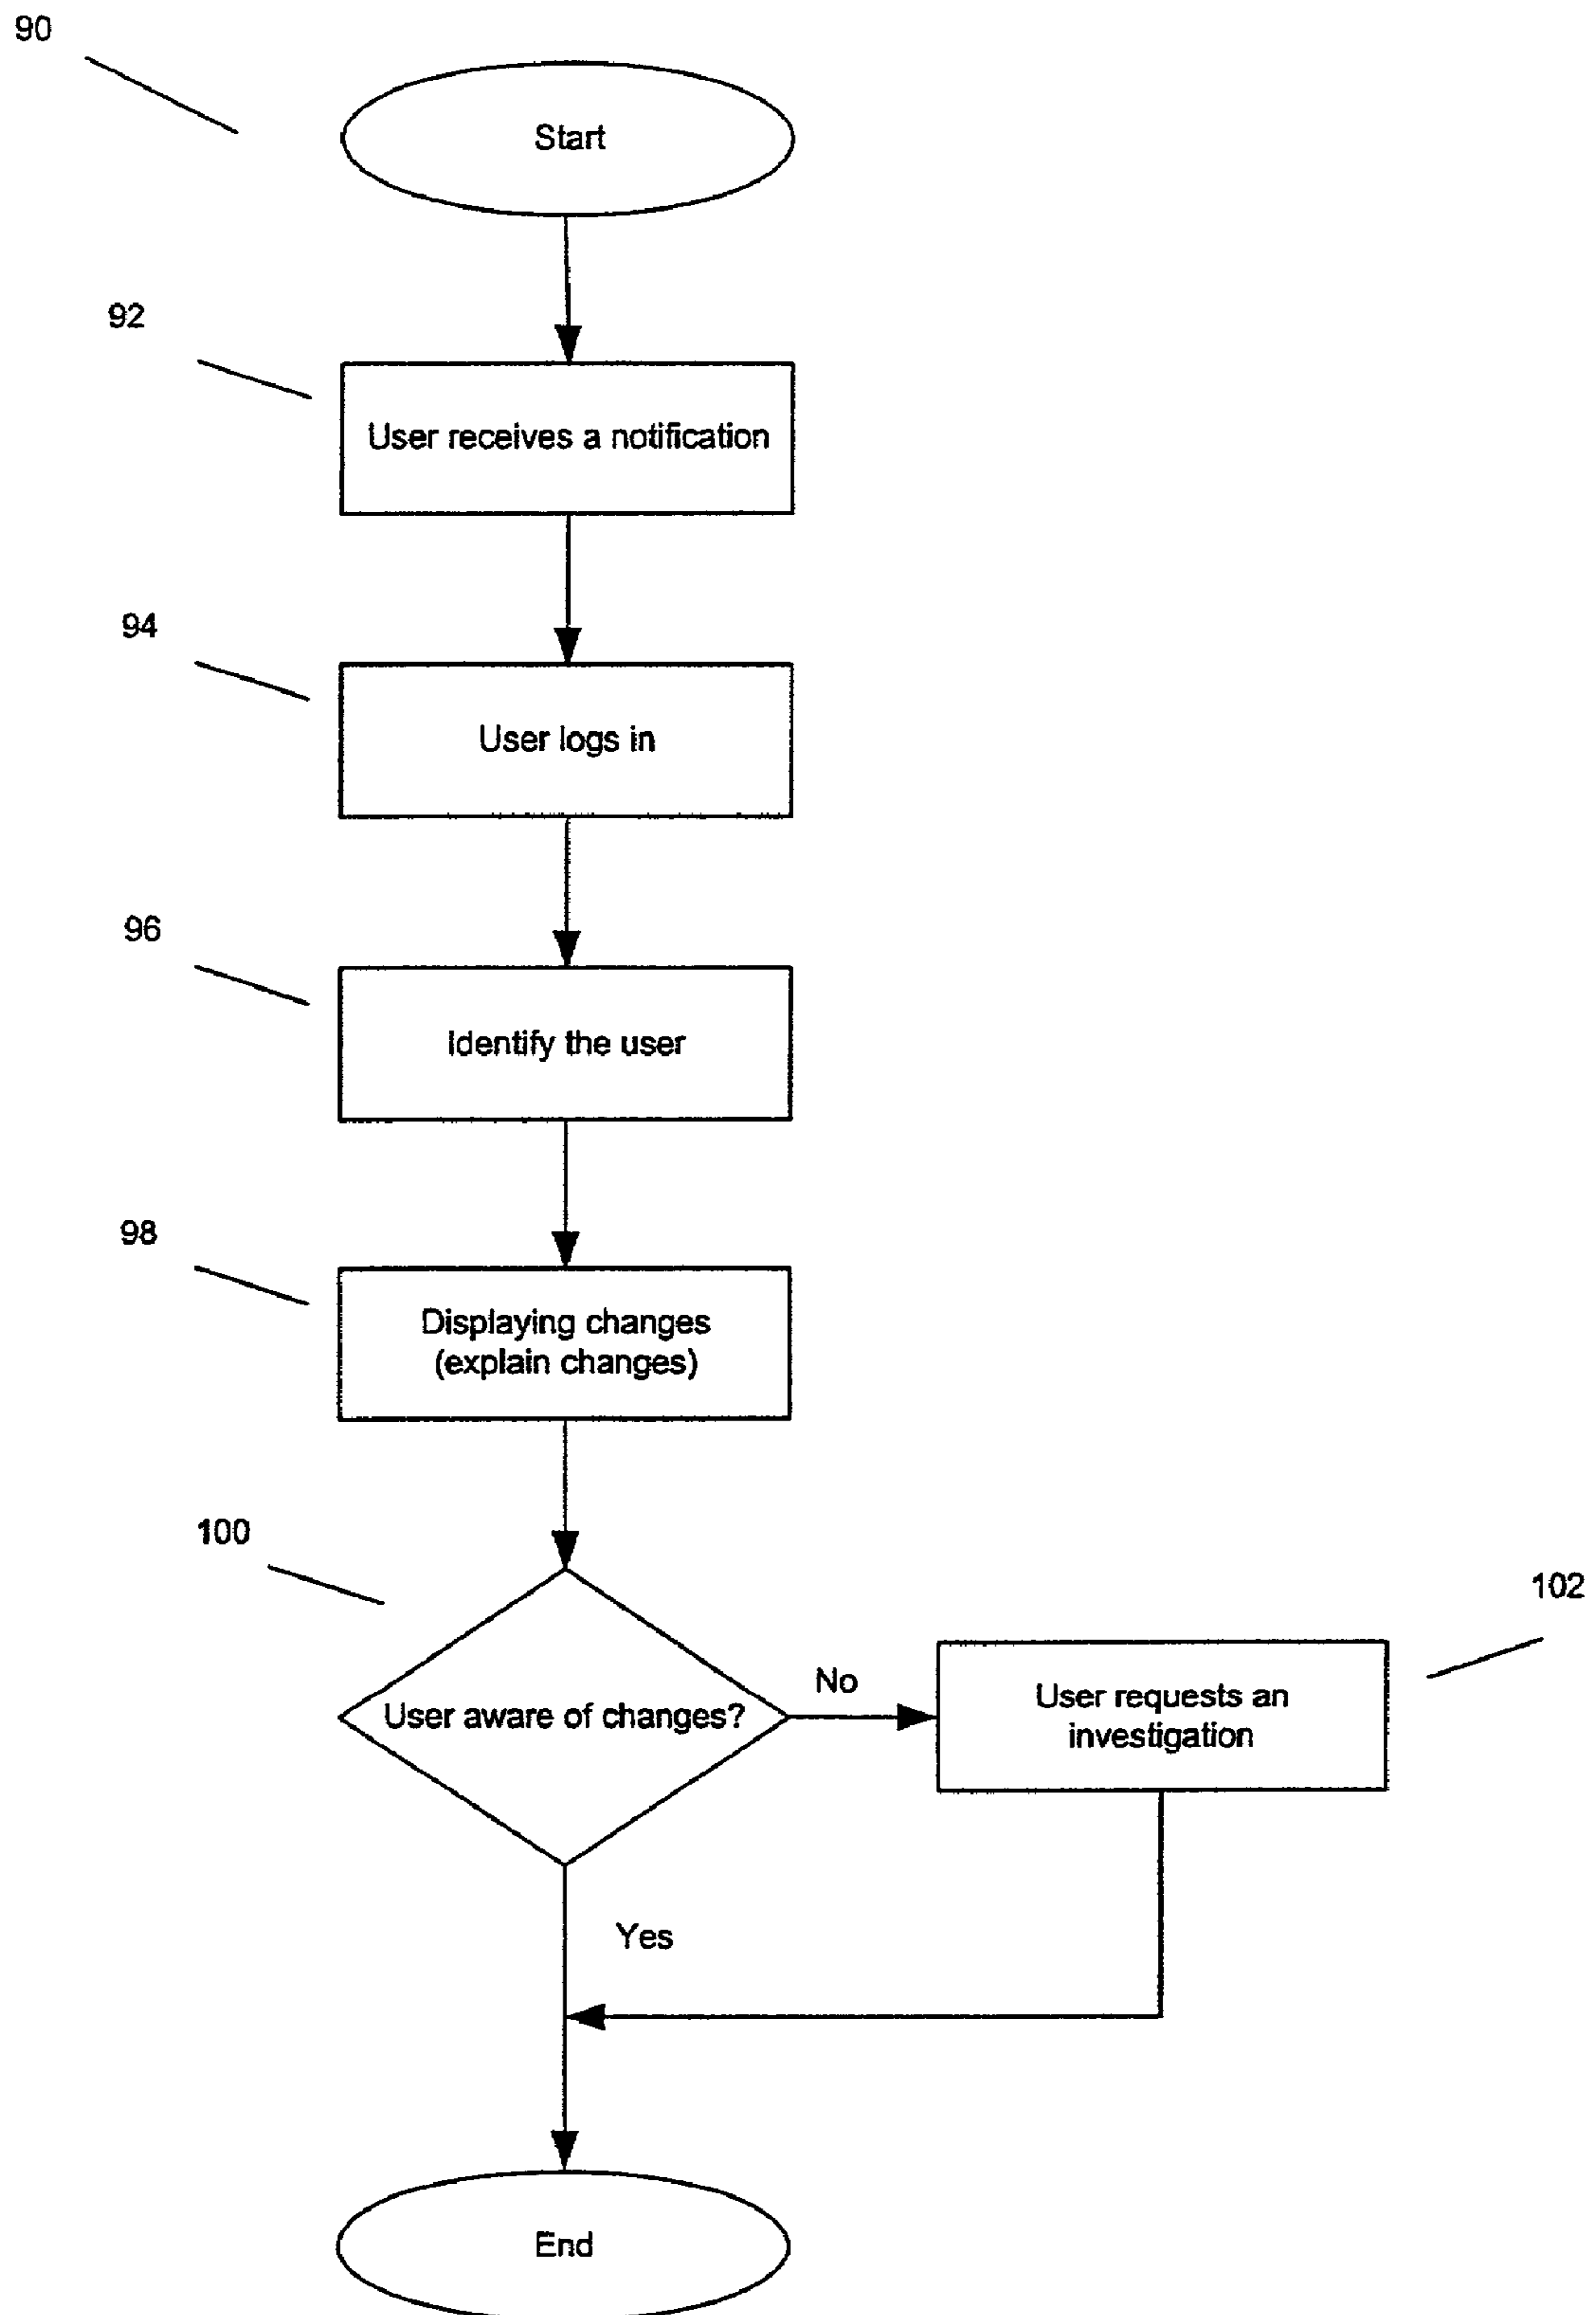 90
Start
92
User receives a notification
94
User logs in
96
Identify the user
98
Displaying changes
(explain changes)
100
User aware of changes?
No
102
User requests an
investigation
Yes
End